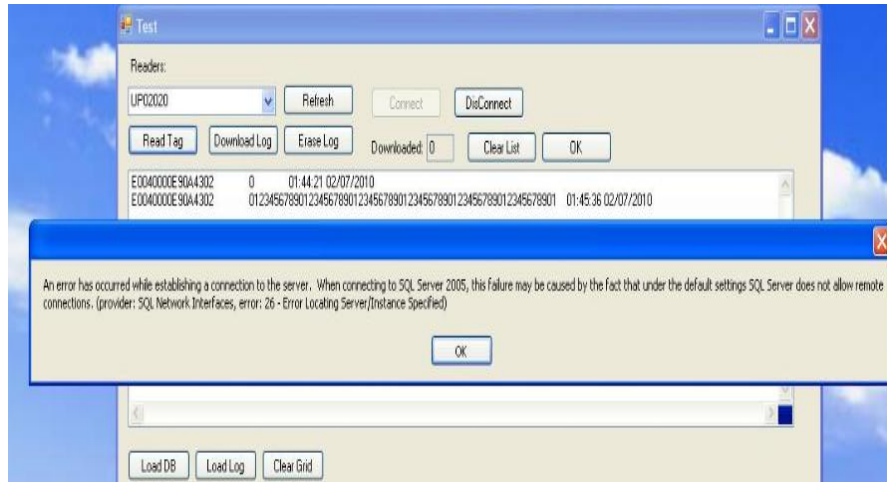 Test
Readers:
UP02020 Refresh Connect DisConnect
Read Tag Download Log Erase Log Downloaded: 0 Clear List OK
E0040000E90A4302 0 01:44:21 02/07/2010
E0040000E90A4302 01234567890123456789012345678901234567890123456789012345678901 01:45:36 02/07/2010
An error has occurred while establishing a connection to the server. When connecting to SQL Server 2005, this failure may be caused by the fact that under the default settings SQL Server does not allow remote
connections. (provider: SQL Network Interfaces, error: 26 - Error Locating Server/Instance Specified)
OK
Load DB Load Log Clear Grid